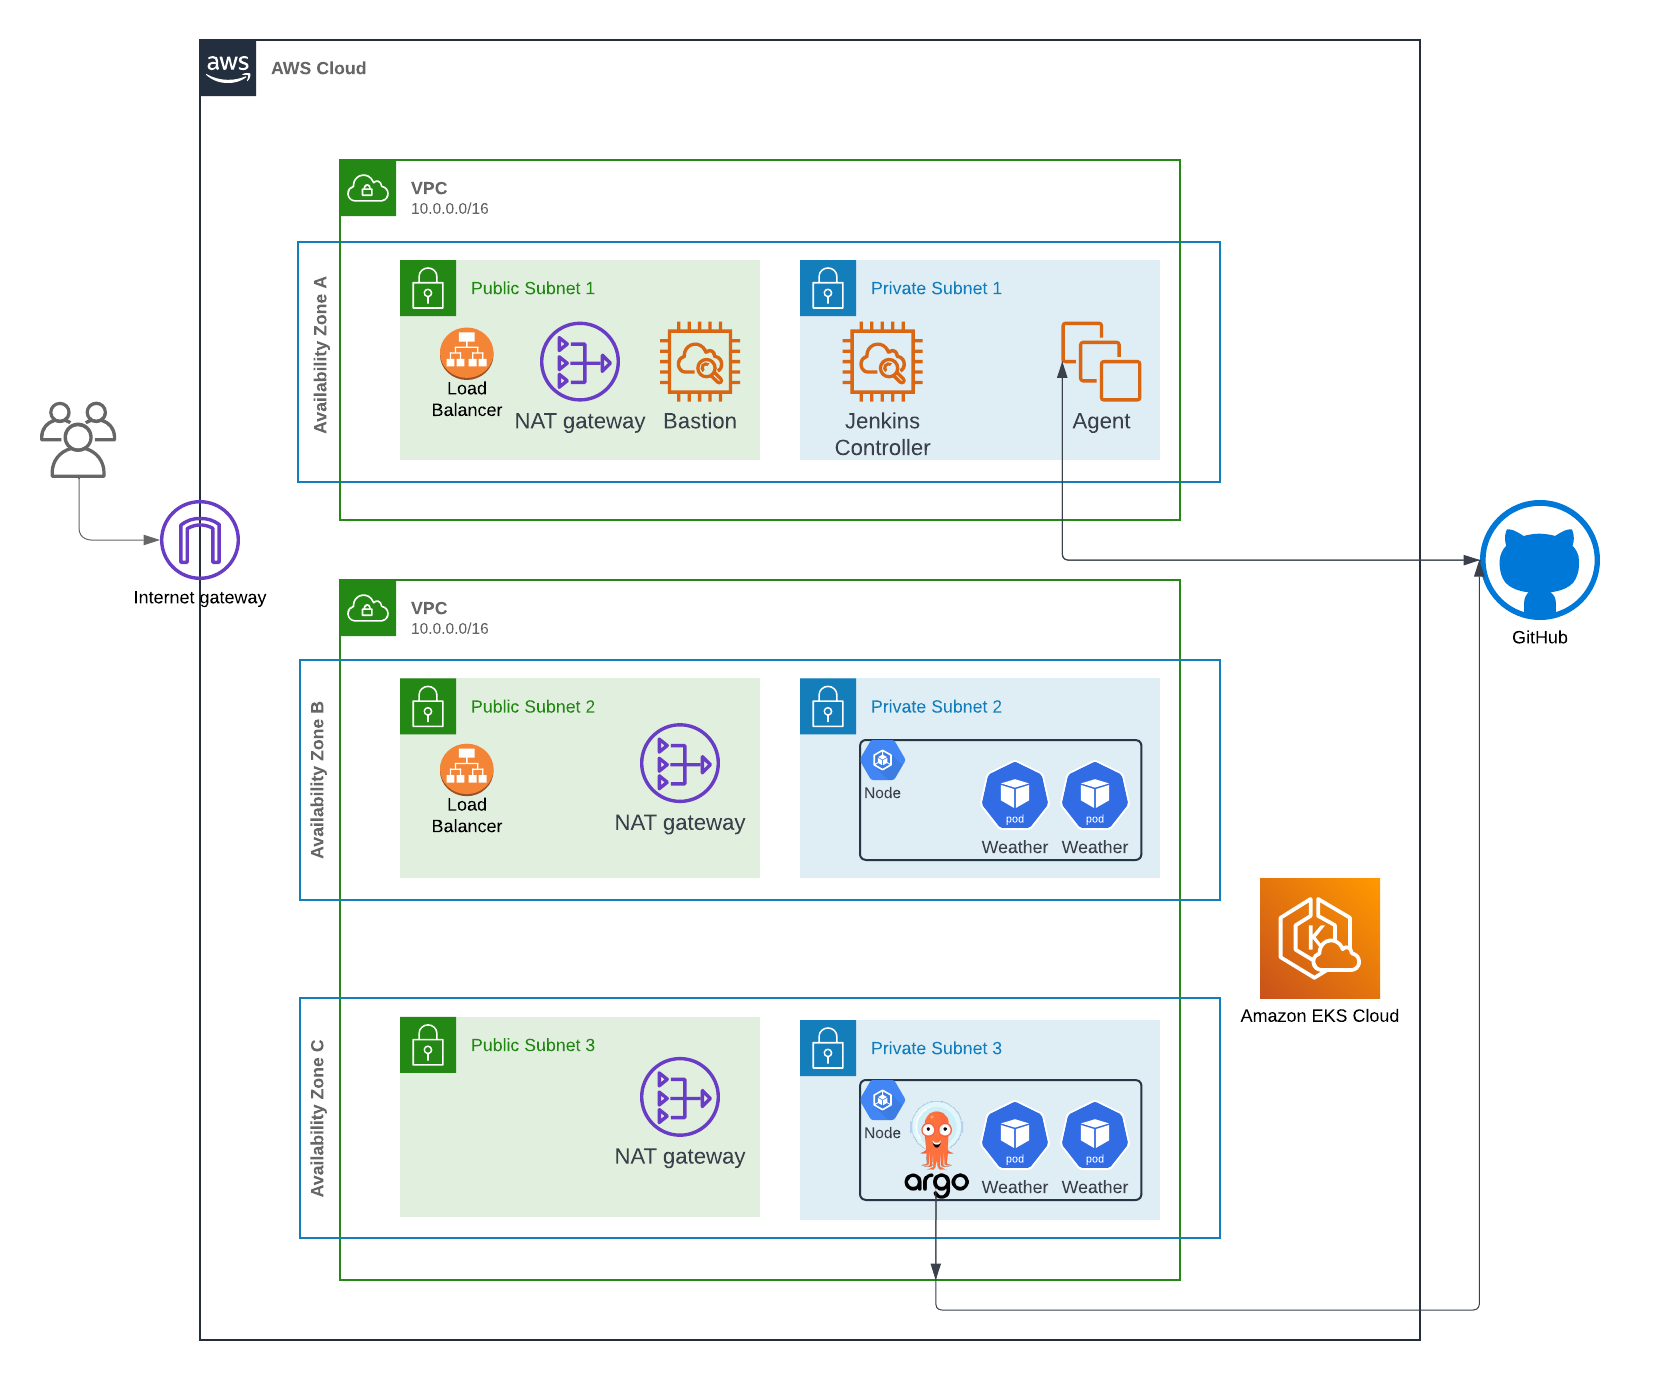 aws
AWS Cloud
VPC
10.0.0.0/16
Availability Zone A
Public Subnet 1
Load
Balancer
NAT gateway
Bastion
Private Subnet 1
Jenkins
Controller
Agent
Internet gateway
GitHub
VPC
10.0.0.0/16
Availability Zone B
Public Subnet 2
Load
Balancer
NAT gateway
Private Subnet 2
Node
pod
Weather
pod
Weather
K
Amazon EKS Cloud
Availability Zone C
Public Subnet 3
NAT gateway
Private Subnet 3
Node
argo
pod
Weather
pod
Weather